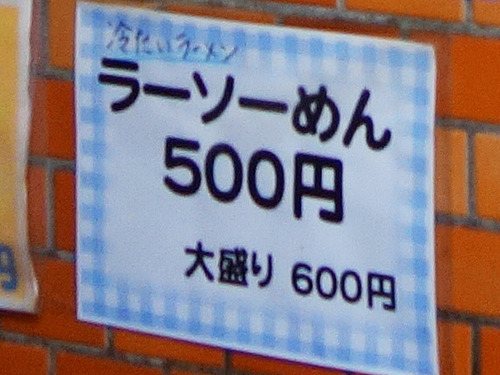 冷たいラーメン
ラーソーめん
500円
大盛り 600円
円